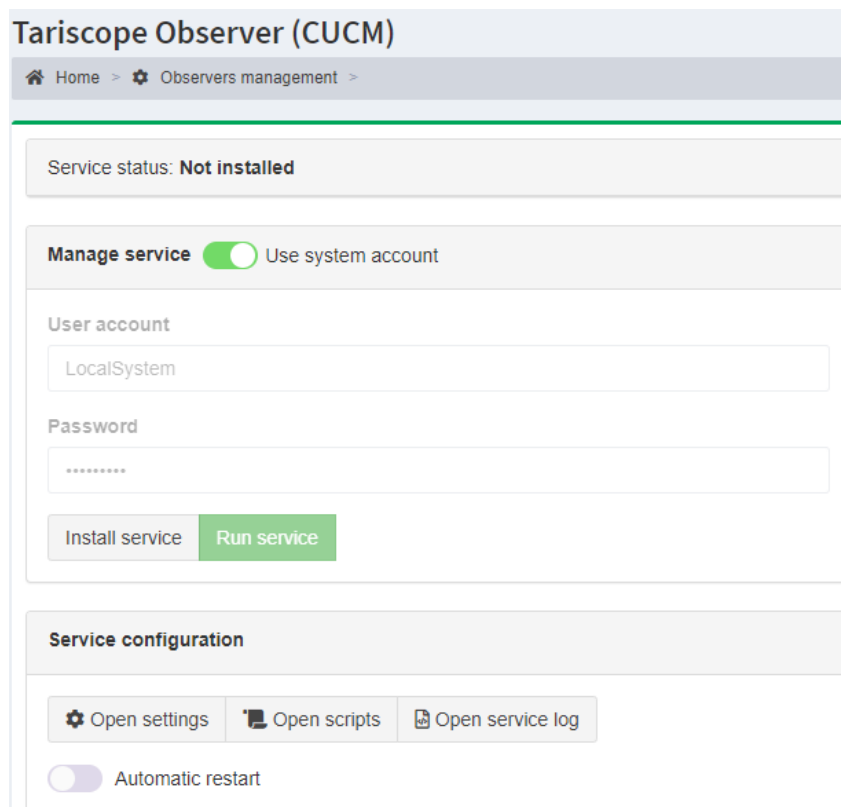 Tariscope Observer (CUCM)
Home > Observers management >
Service status: Not installed
Manage service Use system account
User account
LocalSystem
Password
•••••••••
Install service Run service
Service configuration
Open settings Open scripts Open service log
Automatic restart